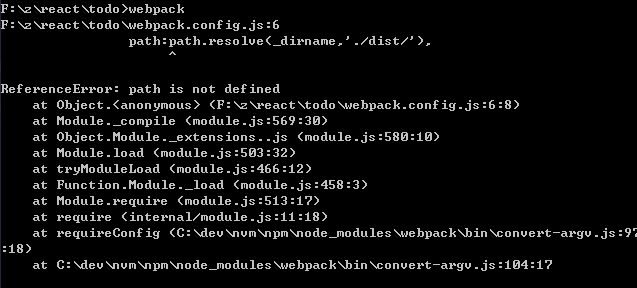 F:\z\react\todo>webpack
F:\z\react\todo\webpack.config.js:6
path:path.resolve(_dirname,'./dist/'),
^
ReferenceError: path is not defined
at Object.<anonymous> (F:\z\react\todo\webpack.config.js:6:8)
at Module._compile (module.js:569:30)
at Object.Module._extensions..js (module.js:580:10)
at Module.load (module.js:503:32)
at tryModuleLoad (module.js:466:12)
at Function.Module._load (module.js:458:3)
at Module.require (module.js:513:17)
at require (internal/module.js:11:18)
at requireConfig (C:\dev\nvm\npm\node_modules\webpack\bin\convert-argv.js:97
:18)
at C:\dev\nvm\npm\node_modules\webpack\bin\convert-argv.js:104:17